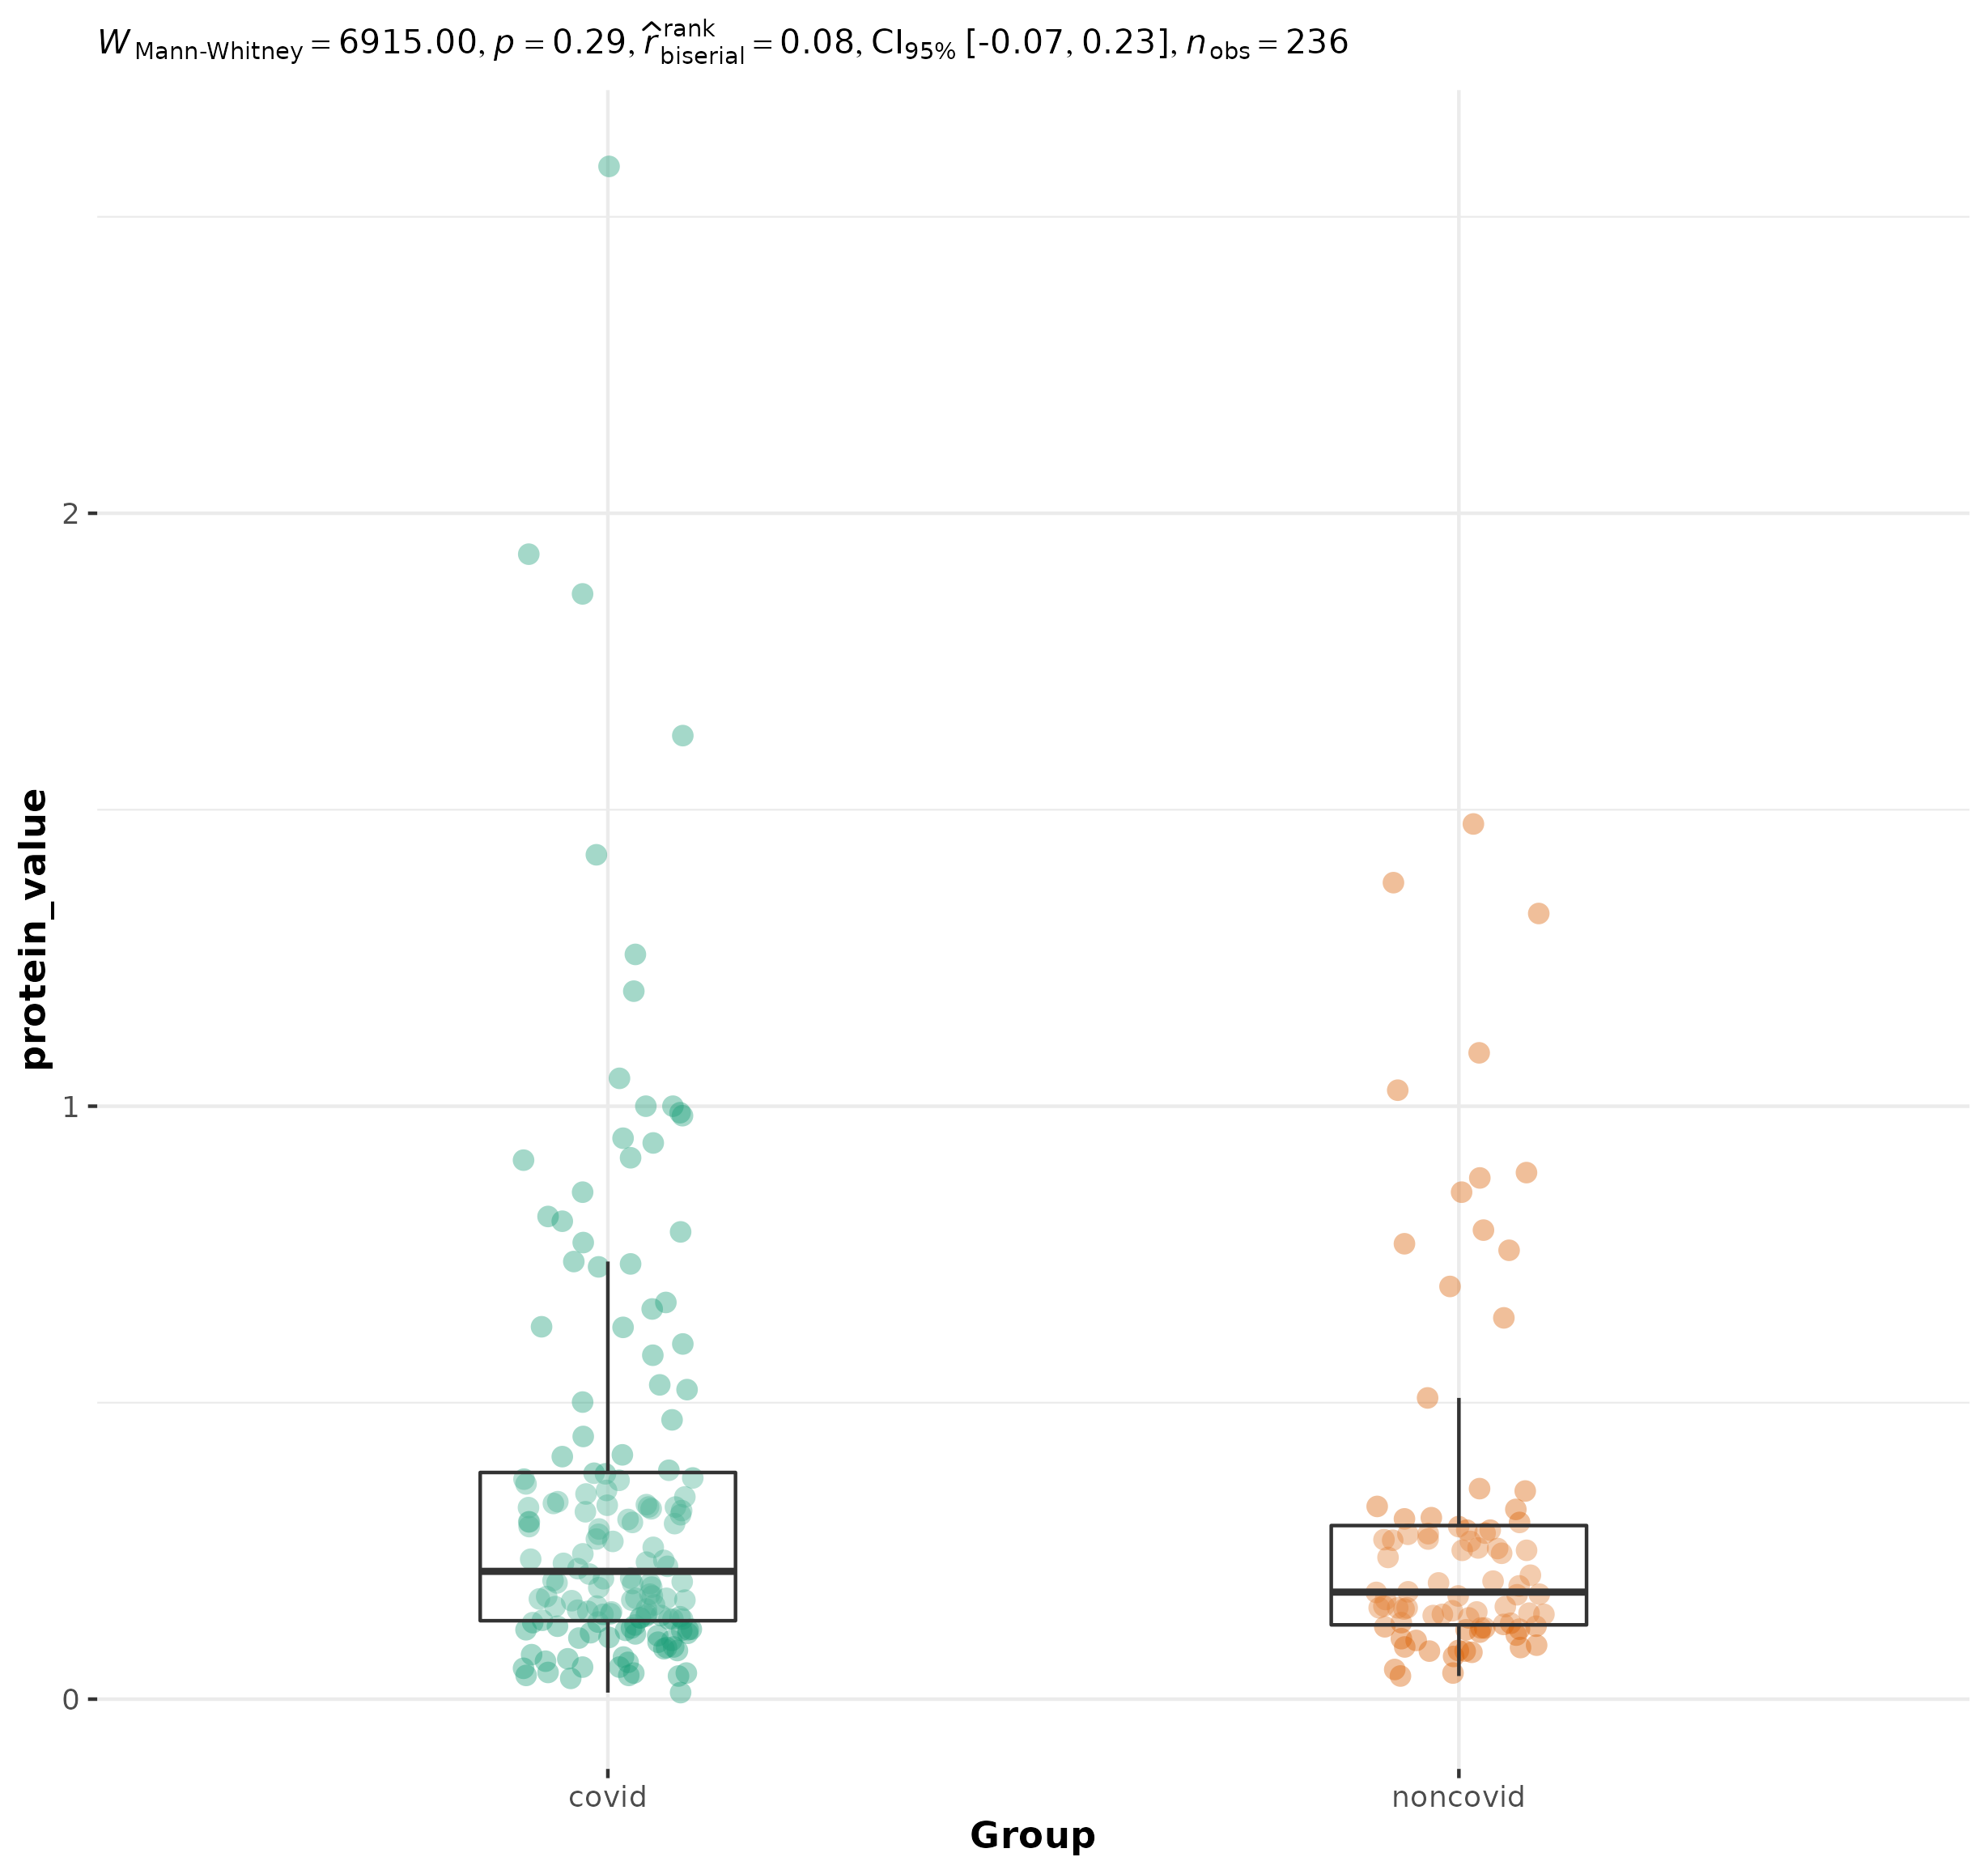 W Mann-Whitney = 6915.00, p = 0.29, r̂ rank biserial = 0.08, CI95% [-0.07, 0.23], nobs = 236
protein_value
2
1
0
covid noncovid
Group